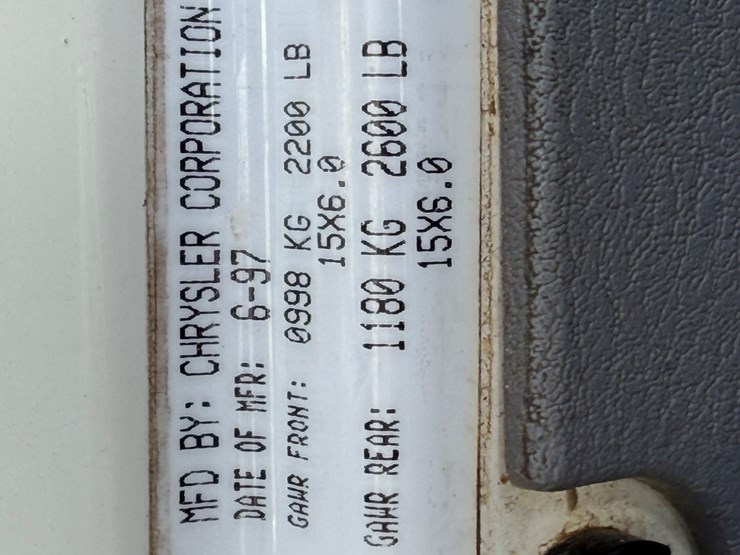 MFD BY: CHRYSLER CORPORATION
DATE OF MFR: 6-97
GAWR FRONT: 0998 KG 2200 LB
15X6.0
GAWR REAR: 1180 KG 2600 LB
15X6.0